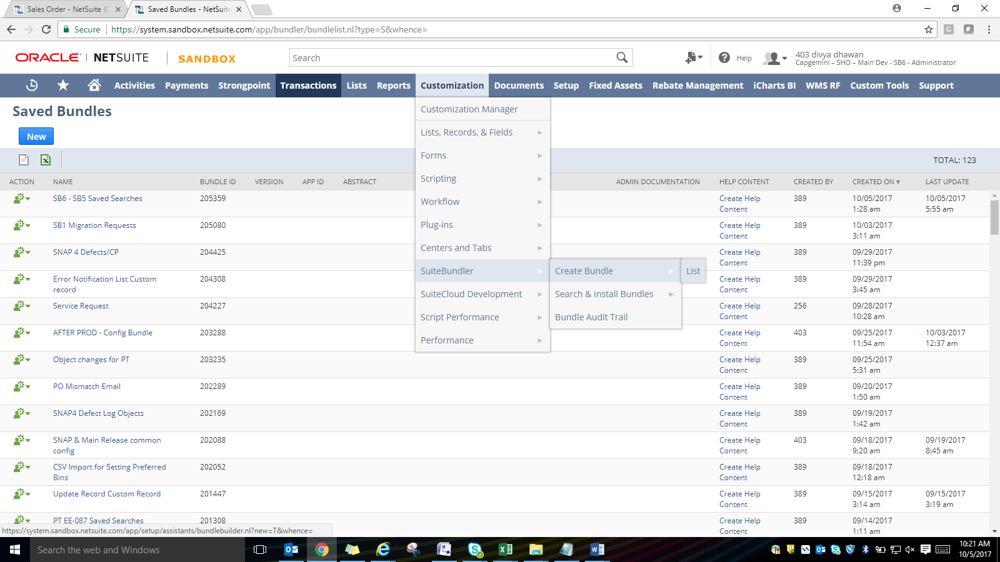 Sales Order - NetSuite (C
Saved Bundles - NetSuite
Secure
https://system.sandbox.netsuite.com/app/bundler/bundlelist.nl?type=S&whence=
ORACLE | NETSUITE
SANDBOX
Search
Help
403 divya dhawan
Capgemini – SHO – Main Dev - SB6 - Administrator
Activities Payments Strongpoint Transactions Lists Reports Customization Documents Setup Fixed Assets Rebate Management iCharts BI WMS RF Custom Tools Support
Saved Bundles
New
TOTAL: 123
Customization Manager
Lists, Records, & Fields
Forms
Scripting
Workflow
Plug-ins
Centers and Tabs
SuiteBundler
SuiteCloud Development
Script Performance
Performance
Create Bundle
Search & Install Bundles
Bundle Audit Trail
List
ACTION NAME BUNDLE ID VERSION APP ID ABSTRACT ADMIN DOCUMENTATION HELP CONTENT CREATED BY CREATED ON ▼ LAST UPDATE
SB6 - SB5 Saved Searches 205359 Create Help 389 10/05/2017 10/05/2017
Content 1:28 am 5:55 am
SB1 Migration Requests 205080 Create Help 389 10/03/2017
Content 3:11 am
SNAP 4 Defects/CP 204425 Create Help 389 09/29/2017
Content 11:39 pm
Error Notification List Custom 204308 Create Help 389 09/29/2017
record Content 3:45 am
Service Request 204227 Create Help 256 09/28/2017
Content 10:28 am
AFTER PROD - Config Bundle 203288 Create Help 403 09/25/2017 10/03/2017
Content 11:54 am 12:37 am
Object changes for PT 203235 Create Help 389 09/25/2017
Content 5:31 am
PO Mismatch Email 202289 Create Help 389 09/20/2017
Content 1:50 am
SNAP4 Defect Log Objects 202169 Create Help 389 09/19/2017
Content 1:42 am
SNAP & Main Release common 202088 Create Help 403 09/18/2017 09/19/2017
config Content 9:20 am 8:45 am
CSV Import for Setting Preferred 202052 Create Help 389 09/18/2017
Bins Content 12:18 am
Update Record Custom Record 201447 Create Help 389 09/15/2017 09/15/2017
Content 3:14 am 3:19 am
PT EE-087 Saved Searches 201308 Create Help 389 09/14/2017
Content 1:11 am
https://system.sandbox.netsuite.com/app/setup/assistants/bundlebuilder.nl?new=T&whence=
Search the web and Windows
10:21 AM
10/5/2017